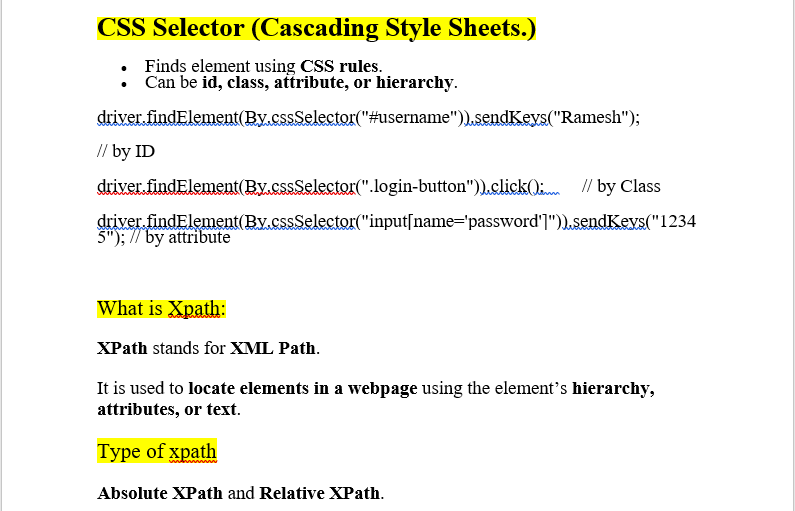 CSS Selector (Cascading Style Sheets.)
• Finds element using CSS rules.
• Can be id, class, attribute, or hierarchy.
driver.findElement(By.cssSelector("#username")).sendKeys("Ramesh");
// by ID
driver.findElement(By.cssSelector(".login-button")).click(); // by Class
driver.findElement(By.cssSelector("input[name='password']")).sendKeys("1234
5"); // by attribute
What is Xpath:
XPath stands for XML Path.
It is used to locate elements in a webpage using the element’s hierarchy,
attributes, or text.
Type of xpath
Absolute XPath and Relative XPath.